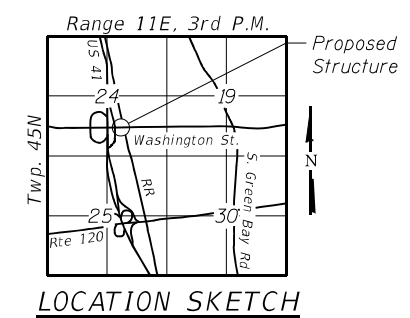 Range 11E, 3rd P.M.
Proposed
Structure
US 41
24
19
Twp. 45N
Washington St.
N
RR
S. Green Bay Rd
25
30
Rte 120
LOCATION SKETCH